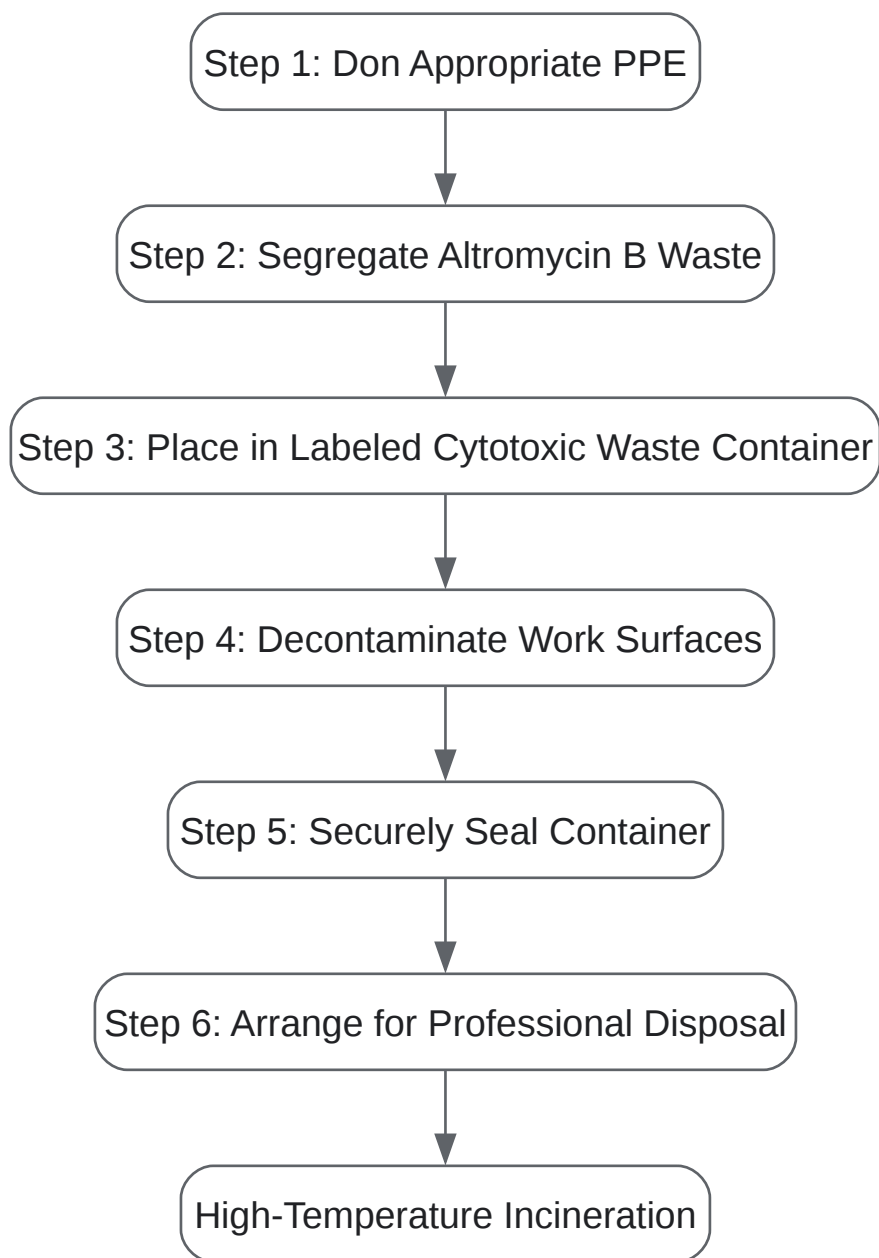 Step 1: Don Appropriate PPE
Step 2: Segregate Altromycin B Waste
Step 3: Place in Labeled Cytotoxic Waste Container
Step 4: Decontaminate Work Surfaces
Step 5: Securely Seal Container
Step 6: Arrange for Professional Disposal
High-Temperature Incineration